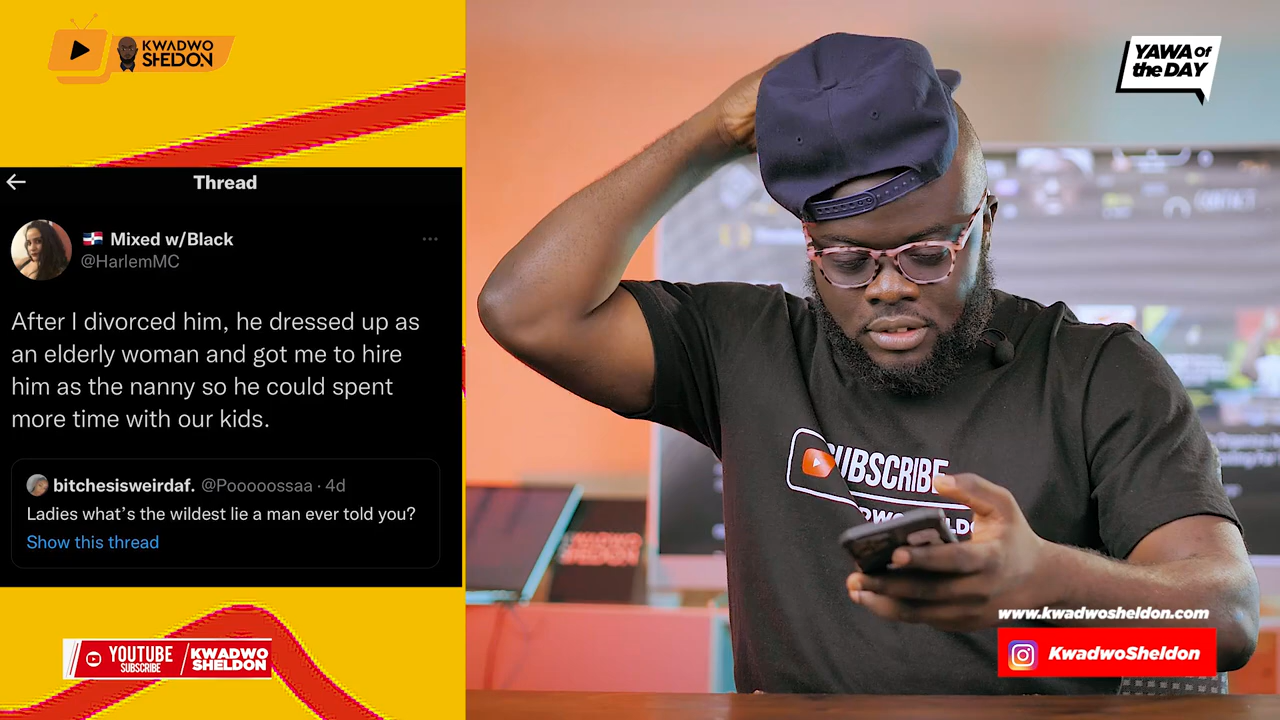 KWADWO
SHEDON
Thread
Mixed w/Black
@HarlemMC
After I divorced him, he dressed up as
an elderly woman and got me to hire
him as the nanny so he could spent
more time with our kids.
bitchesisweirdaf. @Pooooossaa · 4d
Ladies what's the wildest lie a man ever told you?
Show this thread
YOUTUBE
SUBSCRIBE
KWADWO
SHELDON
YAWA of
the DAY
CONTACT
SUBSCRIBE
SHELDON
www.kwadwosheldon.com
KwadwoSheldon